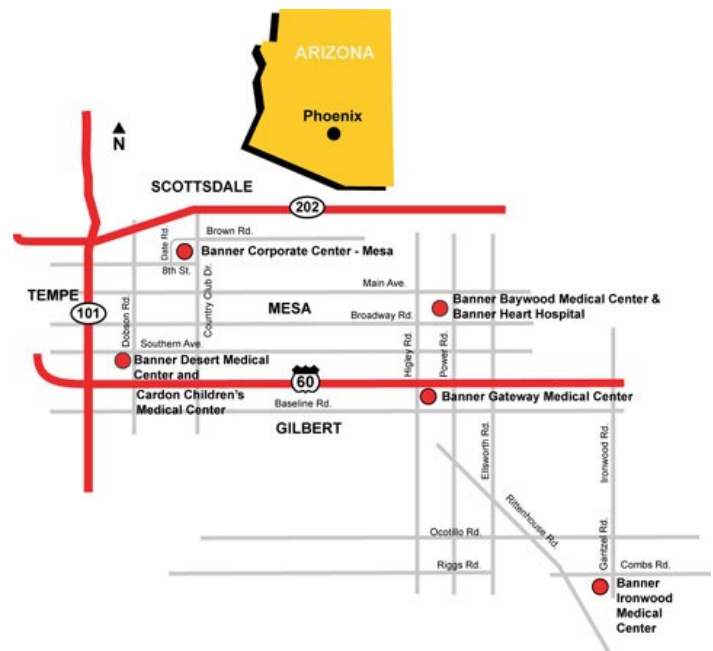 ARIZONA
Phoenix
N
SCOTTSDALE
202
Brown Rd.
Date Rd.
Banner Corporate Center - Mesa
8th St.
Country Club Dr.
TEMPE
Main Ave.
101
Dobson Rd.
MESA
Broadway Rd.
Banner Baywood Medical Center &
Banner Heart Hospital
Southern Ave.
Higley Rd.
Power Rd.
Banner Desert Medical
Center and
Cardon Children's
Medical Center
60
Baseline Rd.
Banner Gateway Medical Center
GILBERT
Ellsworth Rd.
Ironwood Rd.
Rittenhouse Rd.
Ocotillo Rd.
Gantzel Rd.
Riggs Rd.
Combs Rd.
Banner
Ironwood
Medical
Center